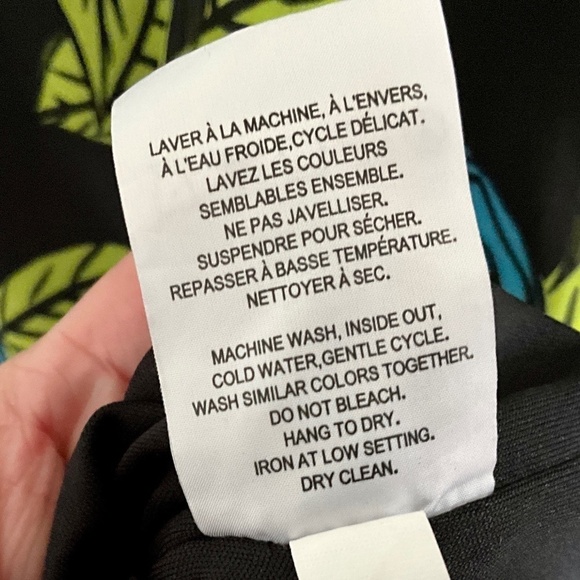 LAVER À LA MACHINE, À L'ENVERS,
À L'EAU FROIDE,CYCLE DÉLICAT.
LAVEZ LES COULEURS
SEMBLABLES ENSEMBLE.
NE PAS JAVELLISER.
SUSPENDRE POUR SÉCHER.
REPASSER À BASSE TEMPÉRATURE.
NETTOYER À SEC.
MACHINE WASH, INSIDE OUT,
COLD WATER,GENTLE CYCLE.
WASH SIMILAR COLORS TOGETHER.
DO NOT BLEACH.
HANG TO DRY.
IRON AT LOW SETTING.
DRY CLEAN.